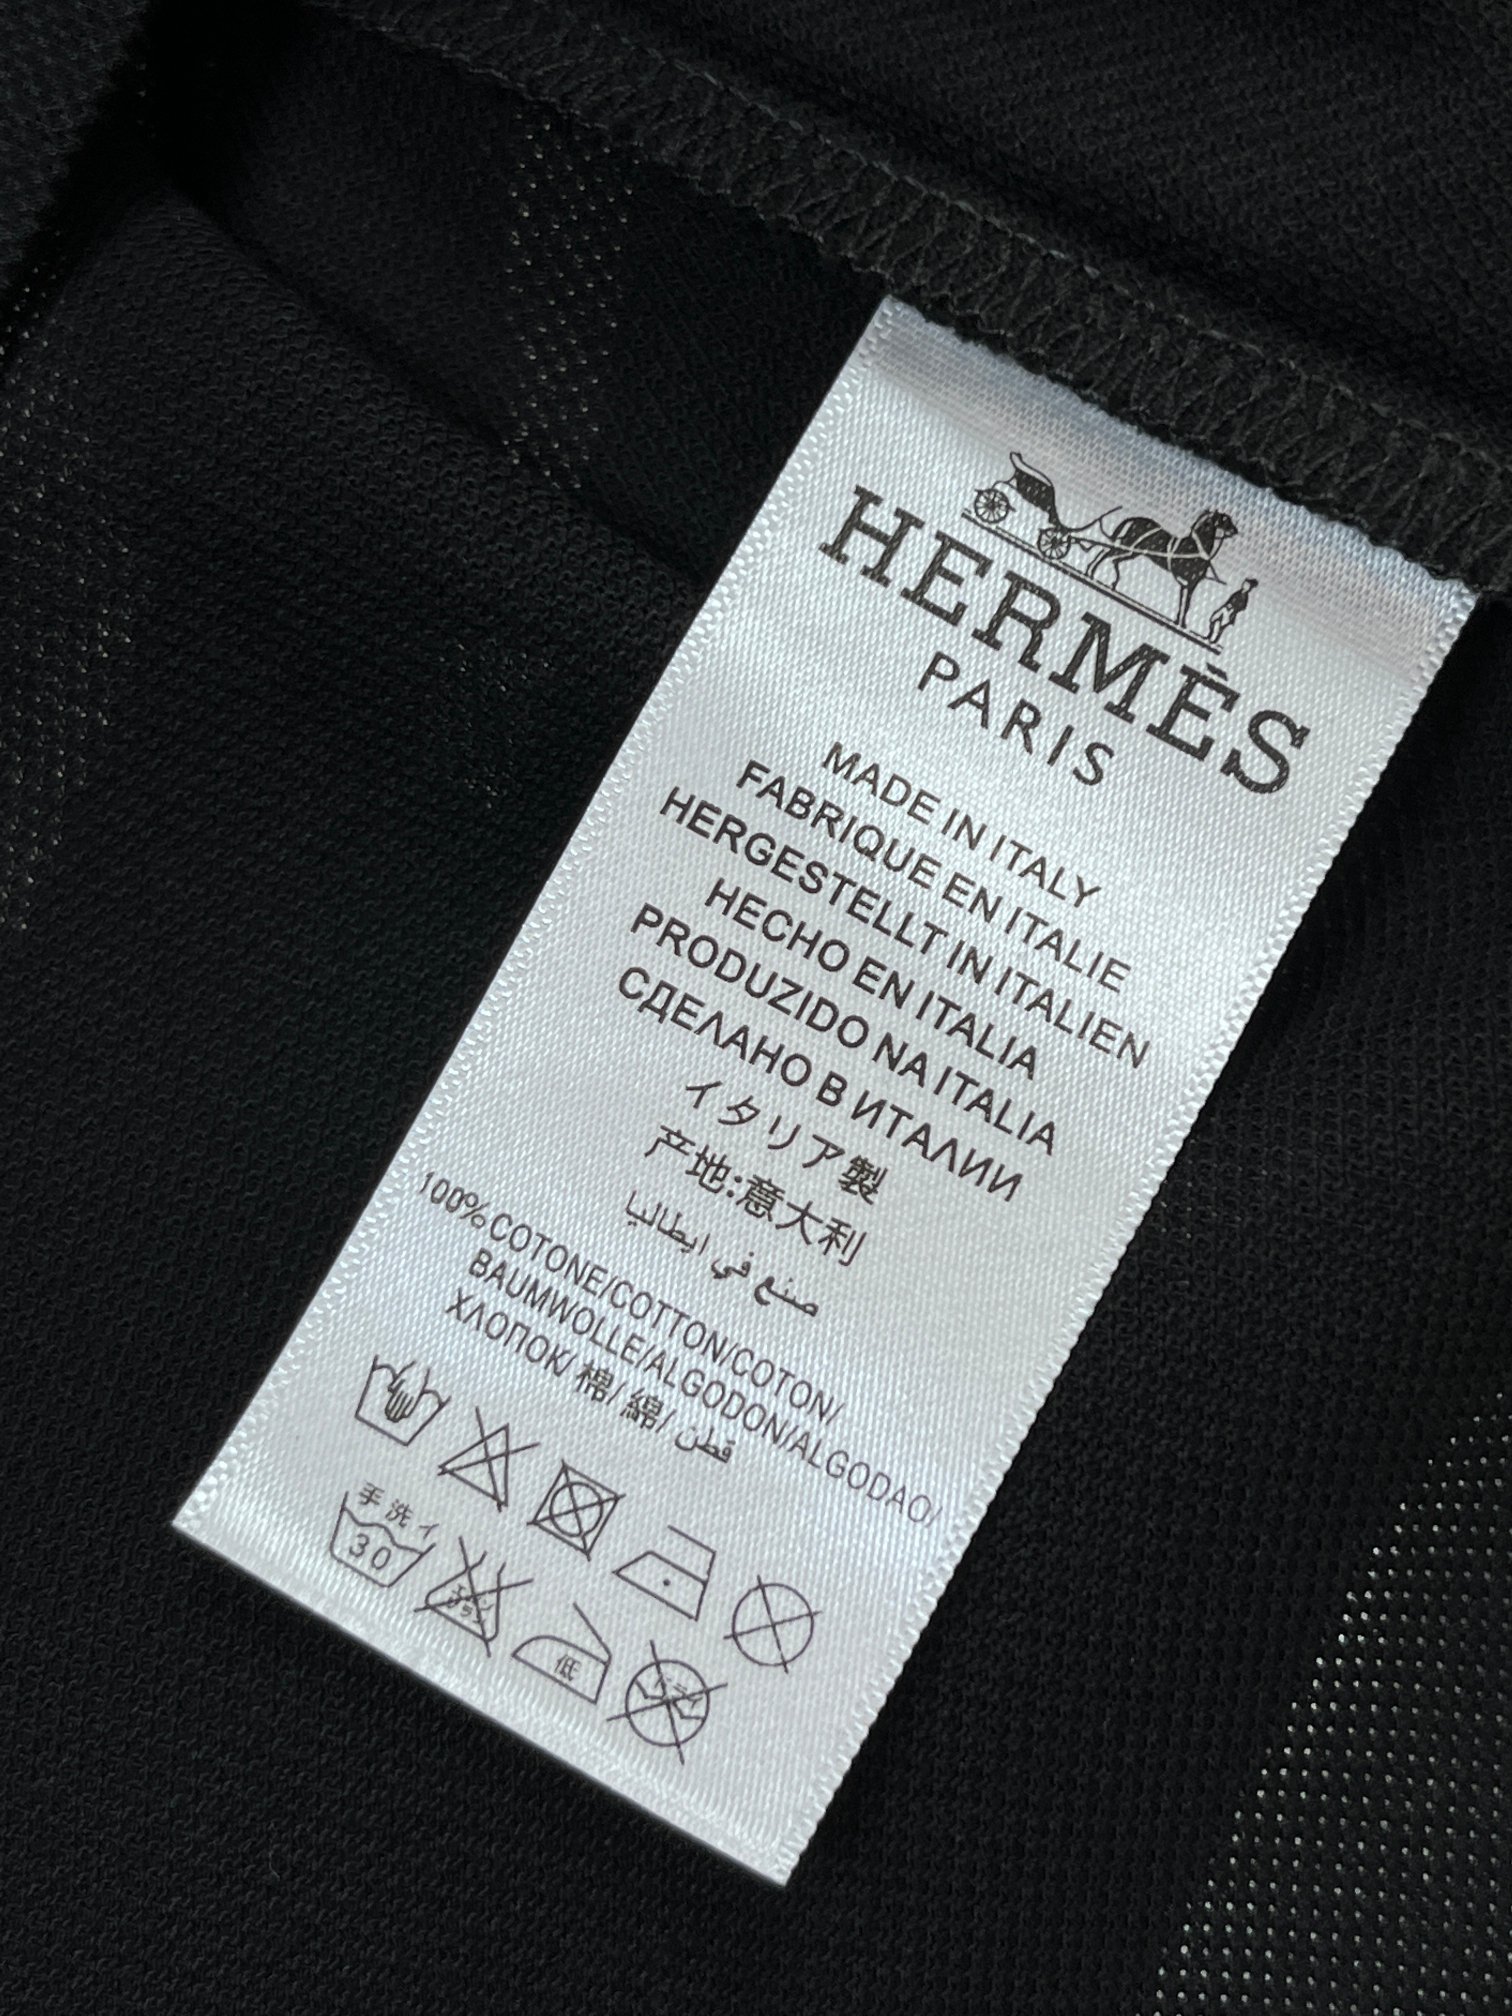 HERMÈS
PARIS
MADE IN ITALY
FABRIQUE EN ITALIE
HERGESTELLT IN ITALIEN
HECHO EN ITALIA
PRODUZIDO NA ITALIA
СДЕЛАНО В ИТАЛИИ
イタリア製
产地:意大利
صنع في ايطاليا
100% COTONE/COTTON/COTON/
BAUMWOLLE/ALGODON/ALGODAO/
ХЛОПОК/ 棉/ 綿/ قطن
手洗イ
30
低